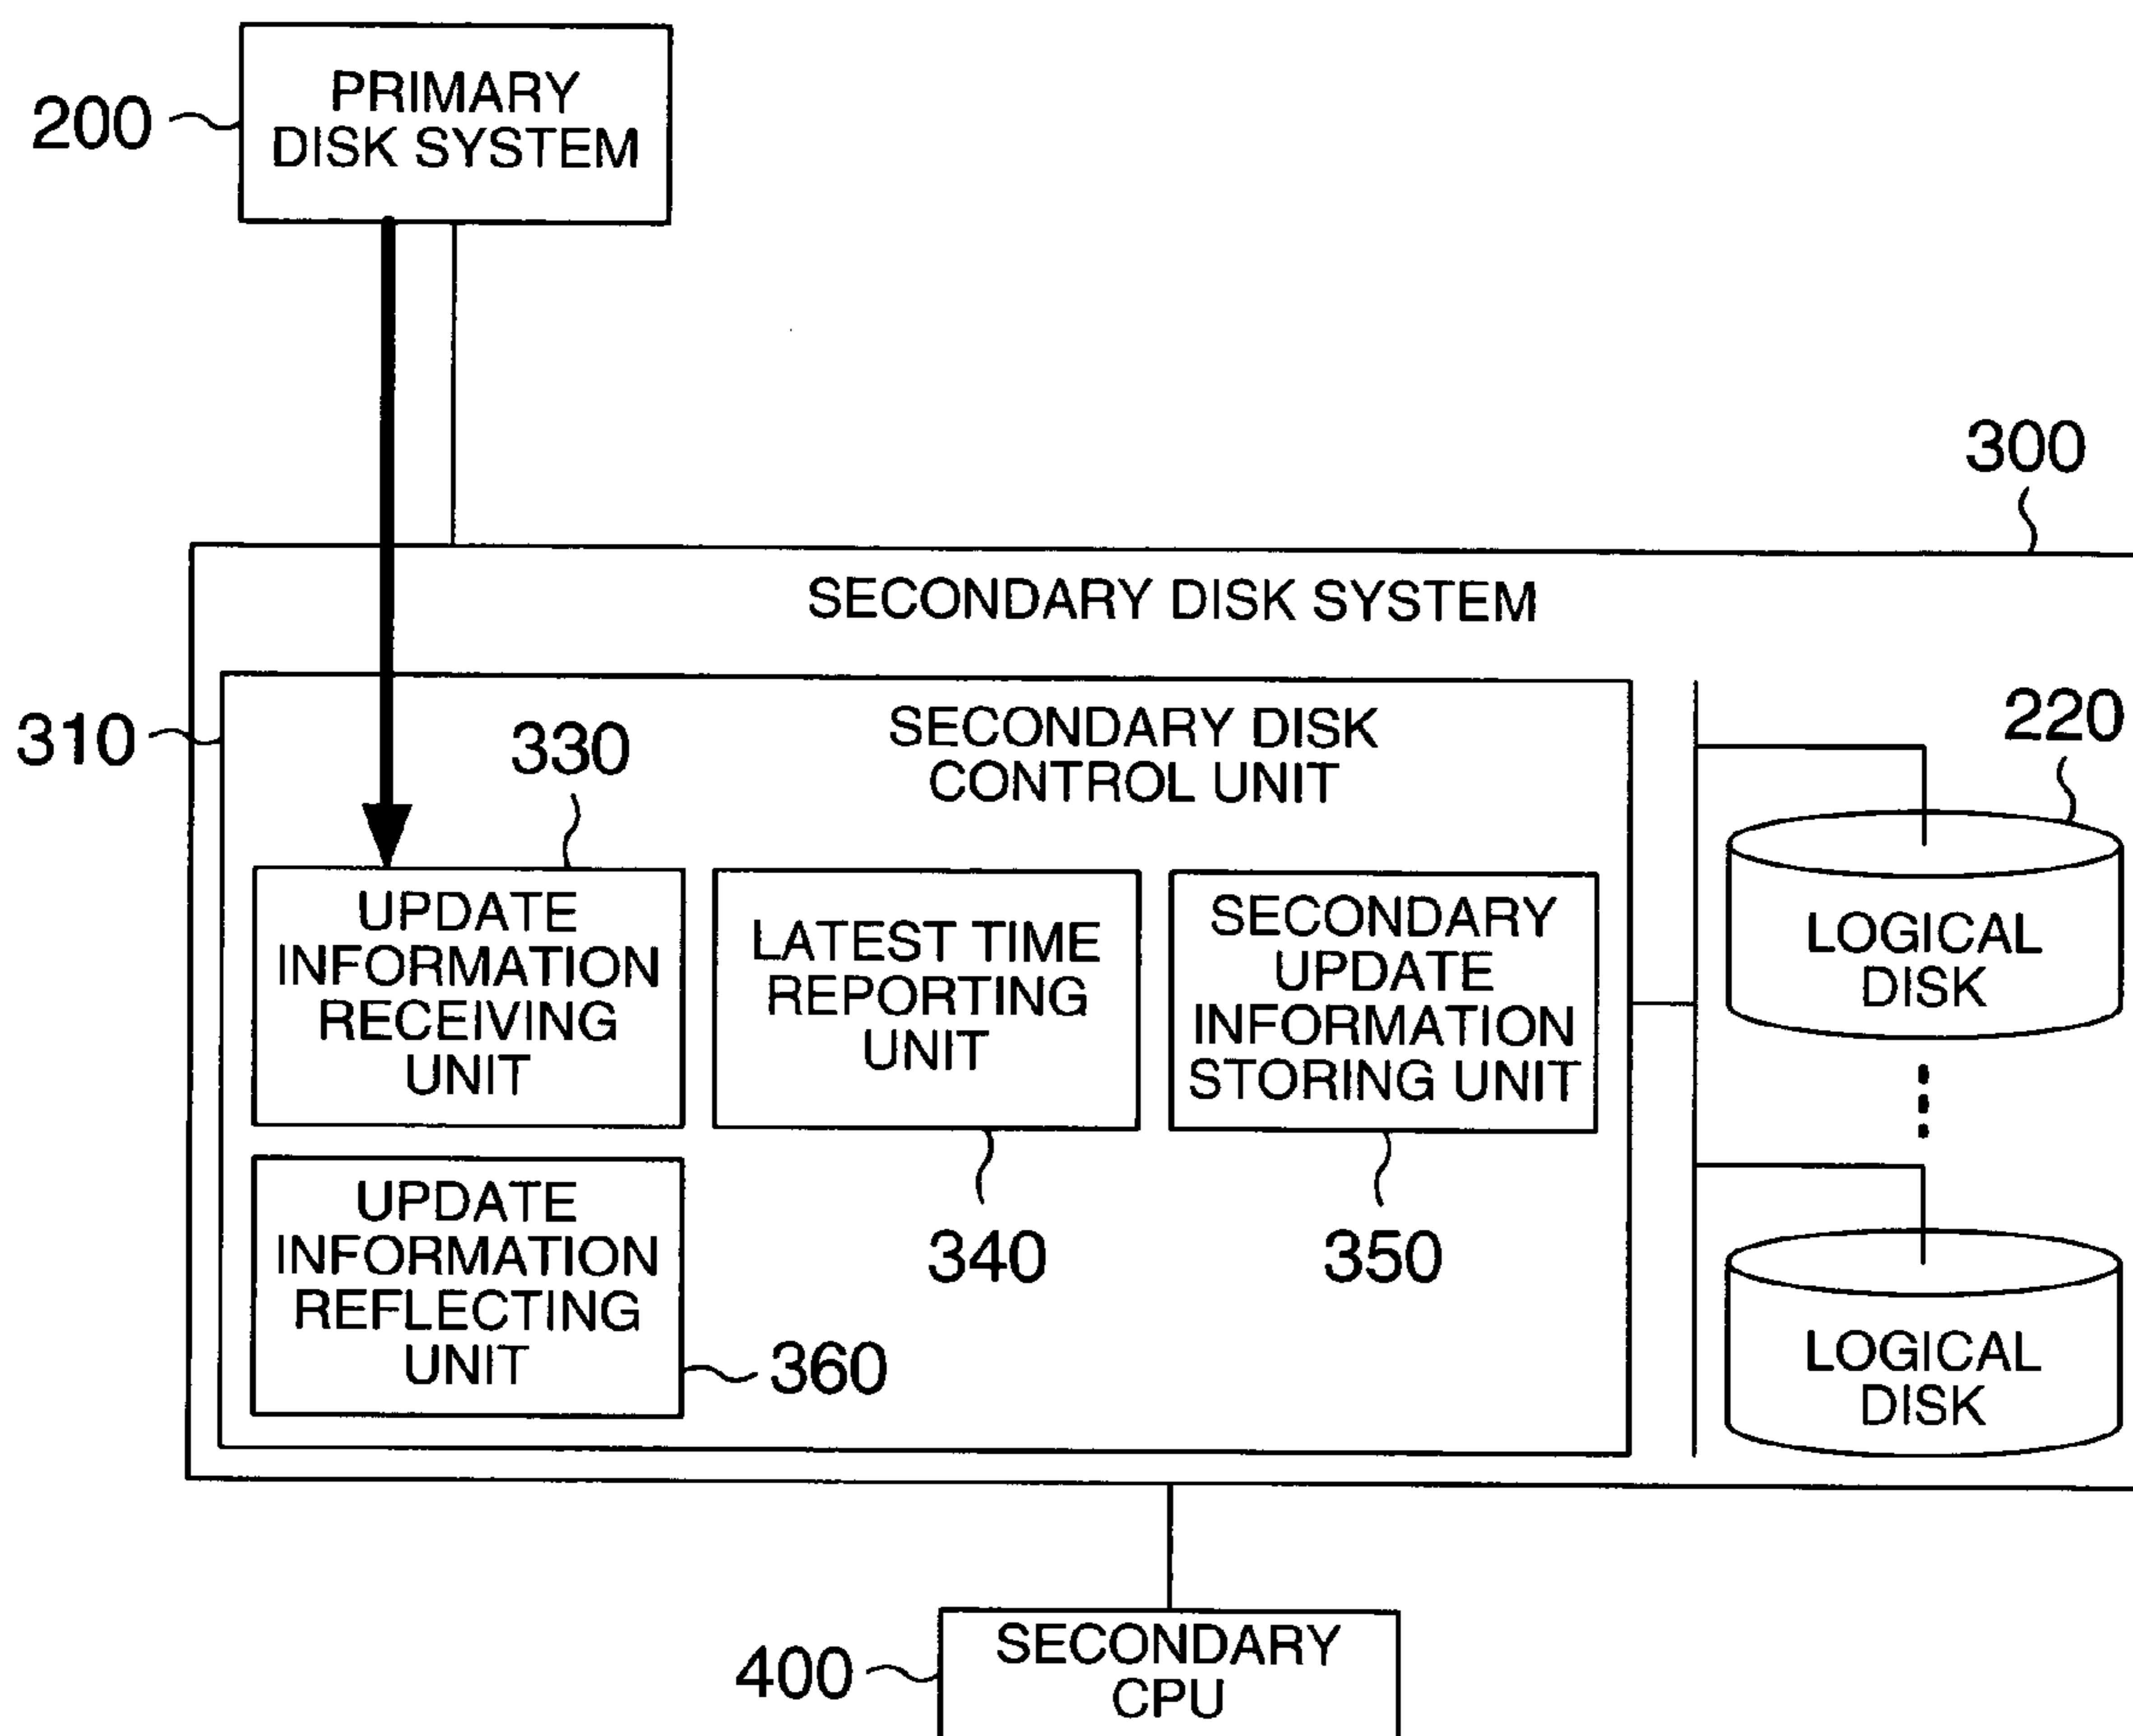 PRIMARY
DISK SYSTEM
200
300
SECONDARY DISK SYSTEM
310
SECONDARY DISK
CONTROL UNIT
330
220
UPDATE
INFORMATION
RECEIVING
UNIT
LATEST TIME
REPORTING
UNIT
SECONDARY
UPDATE
INFORMATION
STORING UNIT
LOGICAL
DISK
340
350
UPDATE
INFORMATION
REFLECTING
UNIT
360
LOGICAL
DISK
400
SECONDARY
CPU